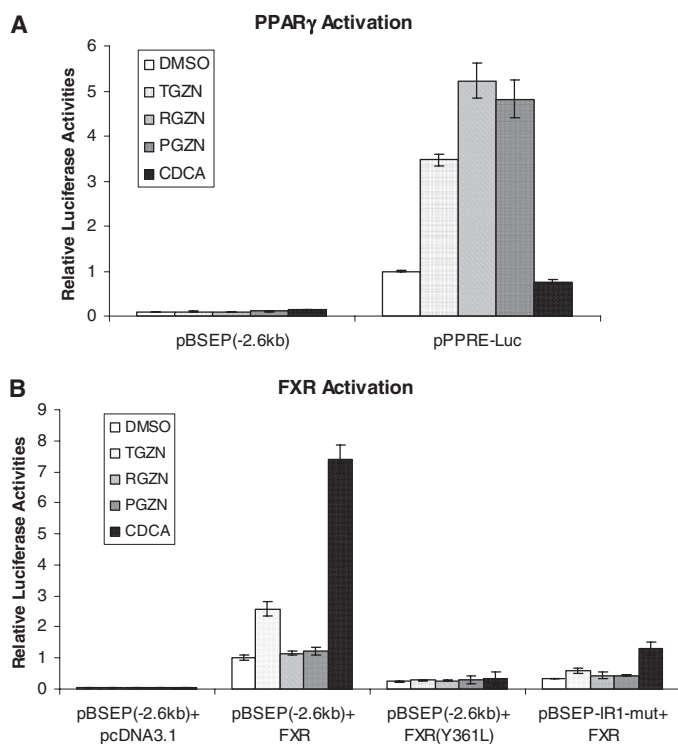 A
PPARγ Activation
Relative Luciferase Activities
6
5
4
3
2
1
0
DMSO
TGZN
RGZN
PGZN
CDCA
pBSEP(-2.6kb)
pPPRE-Luc
B
FXR Activation
Relative Luciferase Activities
9
8
7
6
5
4
3
2
1
0
DMSO
TGZN
RGZN
PGZN
CDCA
pBSEP(-2.6kb)+
pcDNA3.1
pBSEP(-2.6kb)+
FXR
pBSEP(-2.6kb)+
FXR(Y361L)
pBSEP-IR1-mut+
FXR